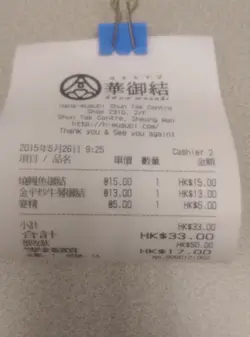 華御結
hana-musubi Shun Tak Centre
Shop 231D, 2/F
Shun Tak Centre, Sheung Wan
http://h-musubi.com/
Thank you & See you again!
2015年5月26日 8:25 Cashier 2
項目 / 品名 單價 數量 金額
@15.00 1 HK$15.00
@13.00 1 HK$13.00
@5.00 1 HK$5.00
小計 HK$33.00
合計 HK$33.00
HK$50.00
HK$17.00